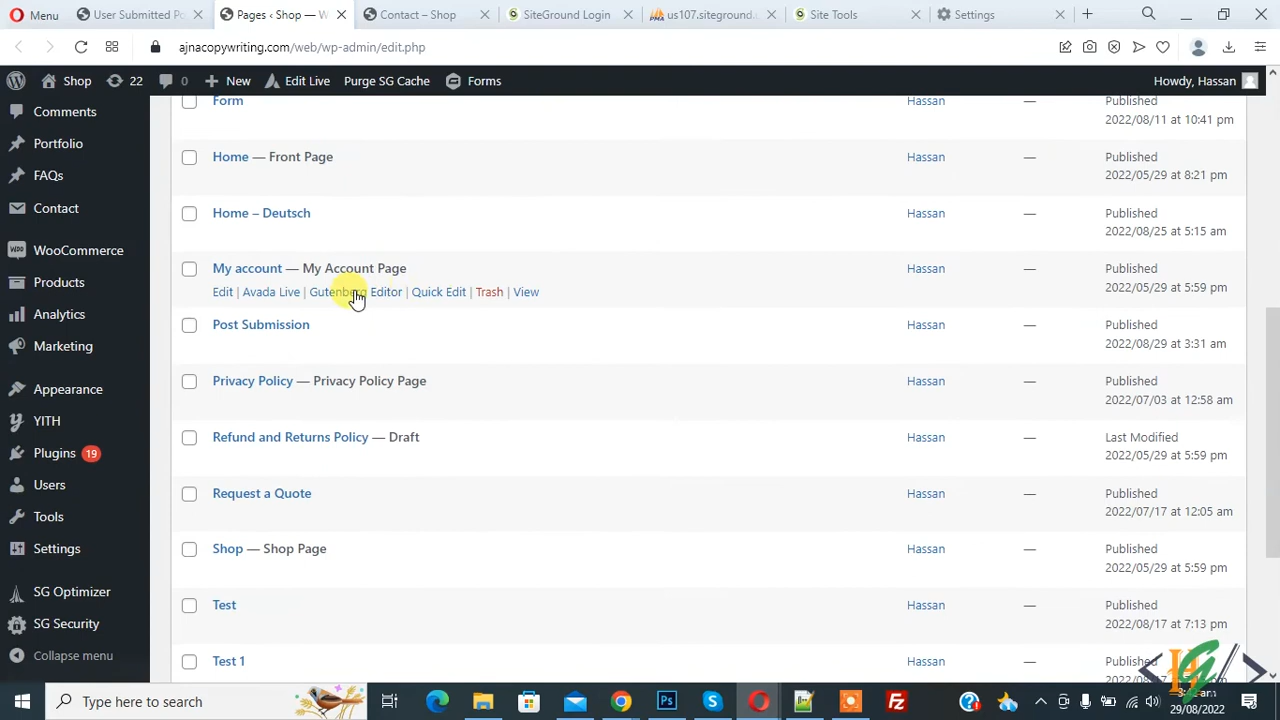 Menu
User Submitted Po
Pages ‹ Shop — W
Contact – Shop
SiteGround Login
us107.siteground.
Site Tools
Settings
ajnacopywriting.com/web/wp-admin/edit.php
Shop
22
0
New
Edit Live
Purge SG Cache
Forms
Howdy, Hassan
Comments
Portfolio
FAQs
Contact
WooCommerce
Products
Analytics
Marketing
Appearance
YITH
Plugins 19
Users
Tools
Settings
SG Optimizer
SG Security
Collapse menu
Form Hassan — Published
2022/08/11 at 10:41 pm
Home — Front Page Hassan — Published
2022/05/29 at 8:21 pm
Home – Deutsch Hassan — Published
2022/08/25 at 5:15 am
My account — My Account Page Hassan — Published
Edit | Avada Live | Gutenberg Editor | Quick Edit | Trash | View 2022/05/29 at 5:59 pm
Post Submission Hassan — Published
2022/08/29 at 3:31 am
Privacy Policy — Privacy Policy Page Hassan — Published
2022/07/03 at 12:58 am
Refund and Returns Policy — Draft Hassan — Last Modified
2022/05/29 at 5:59 pm
Request a Quote Hassan — Published
2022/07/17 at 12:05 am
Shop — Shop Page Hassan — Published
2022/05/29 at 5:59 pm
Test Hassan — Published
2022/08/17 at 7:13 pm
Test 1 Hassan — Published
Type here to search
29/08/2022